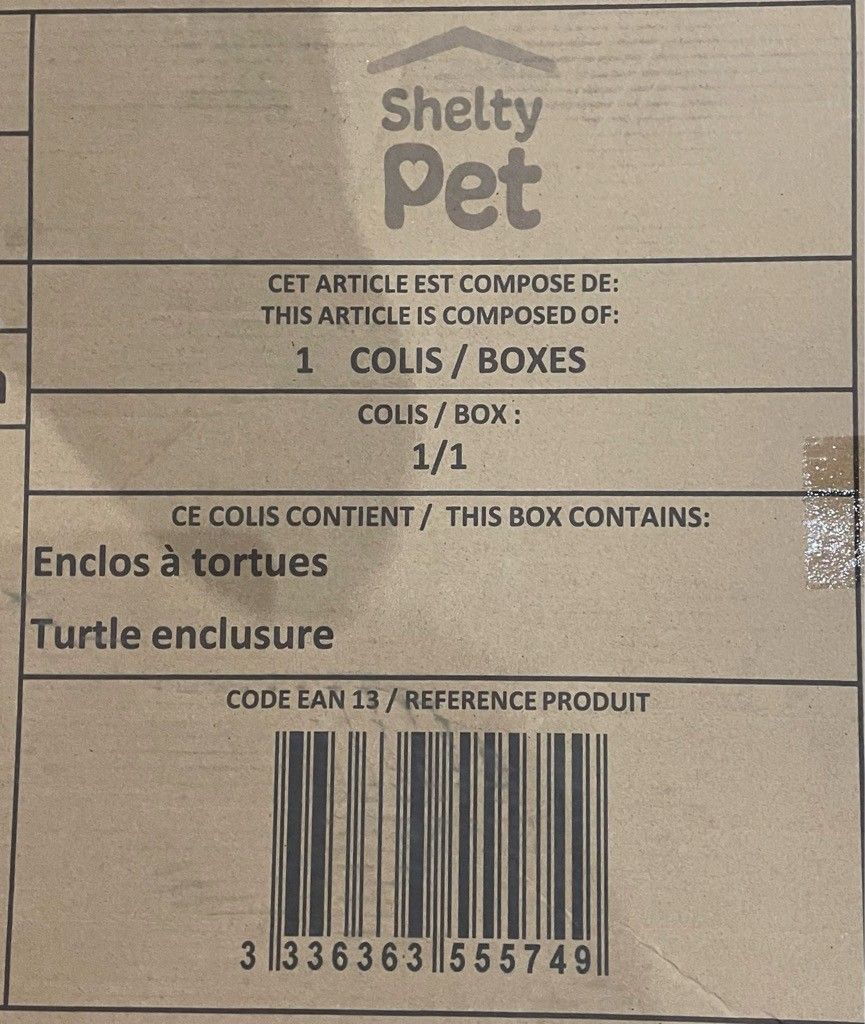 Shelty
Pet
CET ARTICLE EST COMPOSE DE:
THIS ARTICLE IS COMPOSED OF:
1 COLIS / BOXES
COLIS / BOX :
1/1
CE COLIS CONTIENT / THIS BOX CONTAINS:
Enclos à tortues
Turtle enclusure
CODE EAN 13 / REFERENCE PRODUIT
3 336363 555749